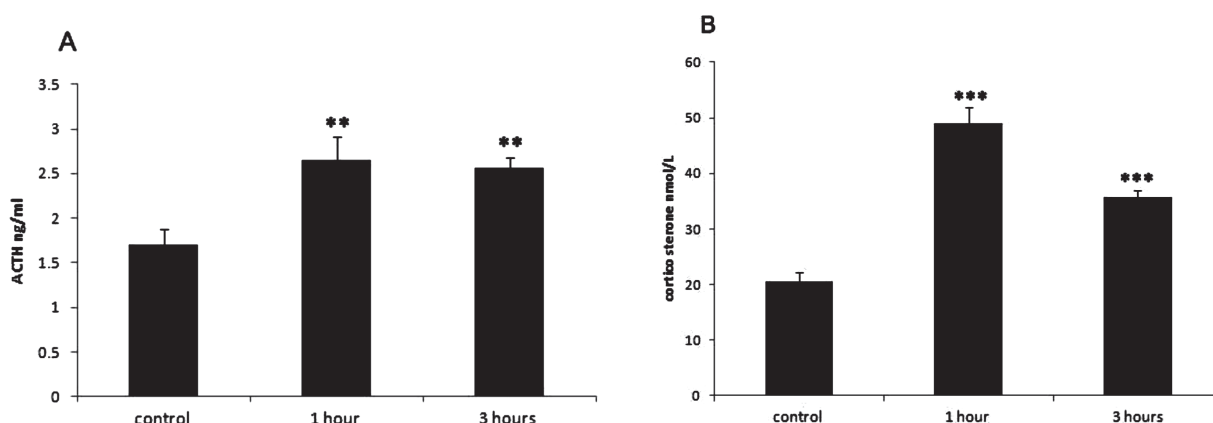 A
ACTH ng/ml
3.5
3
2.5
2
1.5
1
0.5
0
**
**
control
1 hour
3 hours
B
cortico sterone nmol/L
60
50
40
30
20
10
0
***
***
control
1 hour
3 hours